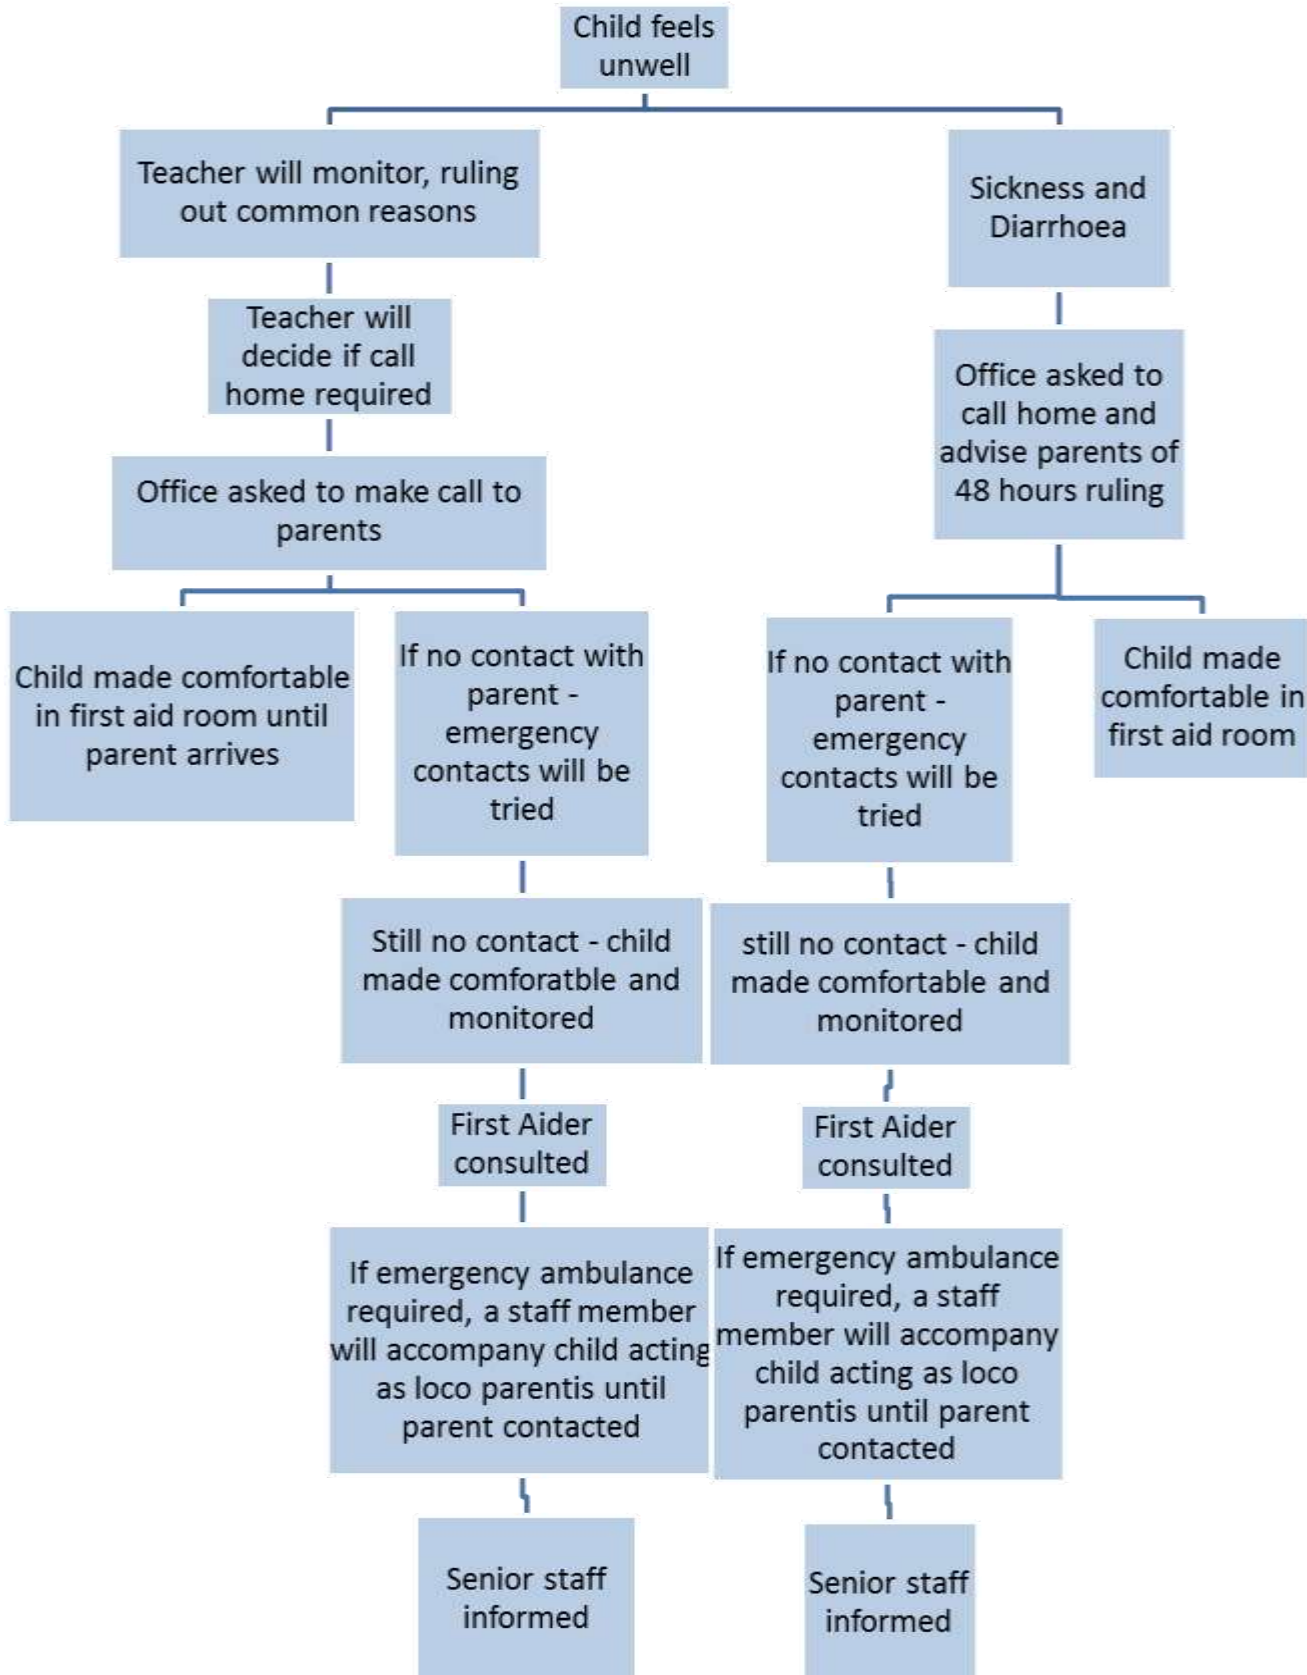 Child feels
unwell
Teacher will monitor, ruling
out common reasons
Sickness and
Diarrhoea
Teacher will
decide if call
home required
Office asked to
call home and
advise parents of
48 hours ruling
Office asked to make call to
parents
Child made comfortable
in first aid room until
parent arrives
If no contact with
parent -
emergency
contacts will be
tried
If no contact with
parent -
emergency
contacts will be
tried
Child made
comfortable in
first aid room
Still no contact - child
made comforatble and
monitored
still no contact - child
made comfortable and
monitored
First Aider
consulted
First Aider
consulted
If emergency ambulance
required, a staff member
will accompany child acting
as loco parentis until
parent contacted
If emergency ambulance
required, a staff
member will accompany
child acting as loco
parentis until parent
contacted
Senior staff
informed
Senior staff
informed